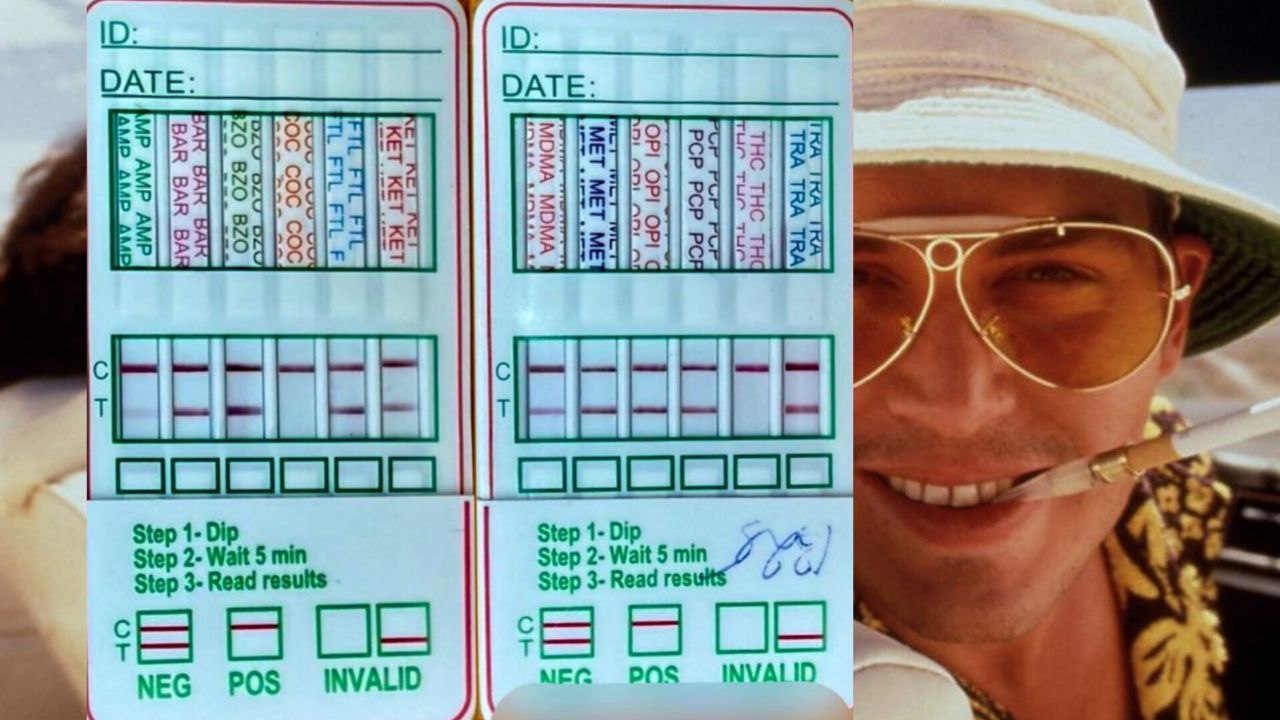 ID:
DATE:
AMP AMP AMP
BAR BAR BAR
BZO BZO BZO
COC COC COC
FTL FTL FTL
KET KET KET
C
T
Step 1- Dip
Step 2- Wait 5 min
Step 3- Read results
C
T
NEG POS INVALID
ID:
DATE:
MDMA MDMA
MET MET MET
OPI OPI OPI
PCP PCP PCP
THC THC THC
TRA TRA TRA
C
T
Step 1- Dip
Step 2- Wait 5 min
Step 3- Read results
C
T
NEG POS INVALID